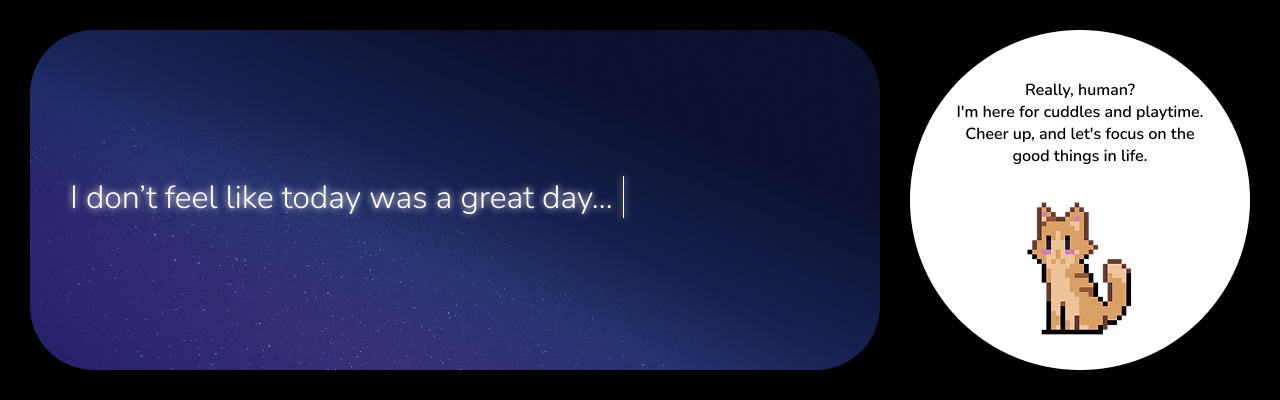 I don’t feel like today was a great day...
Really, human?
I'm here for cuddles and playtime.
Cheer up, and let's focus on the
good things in life.